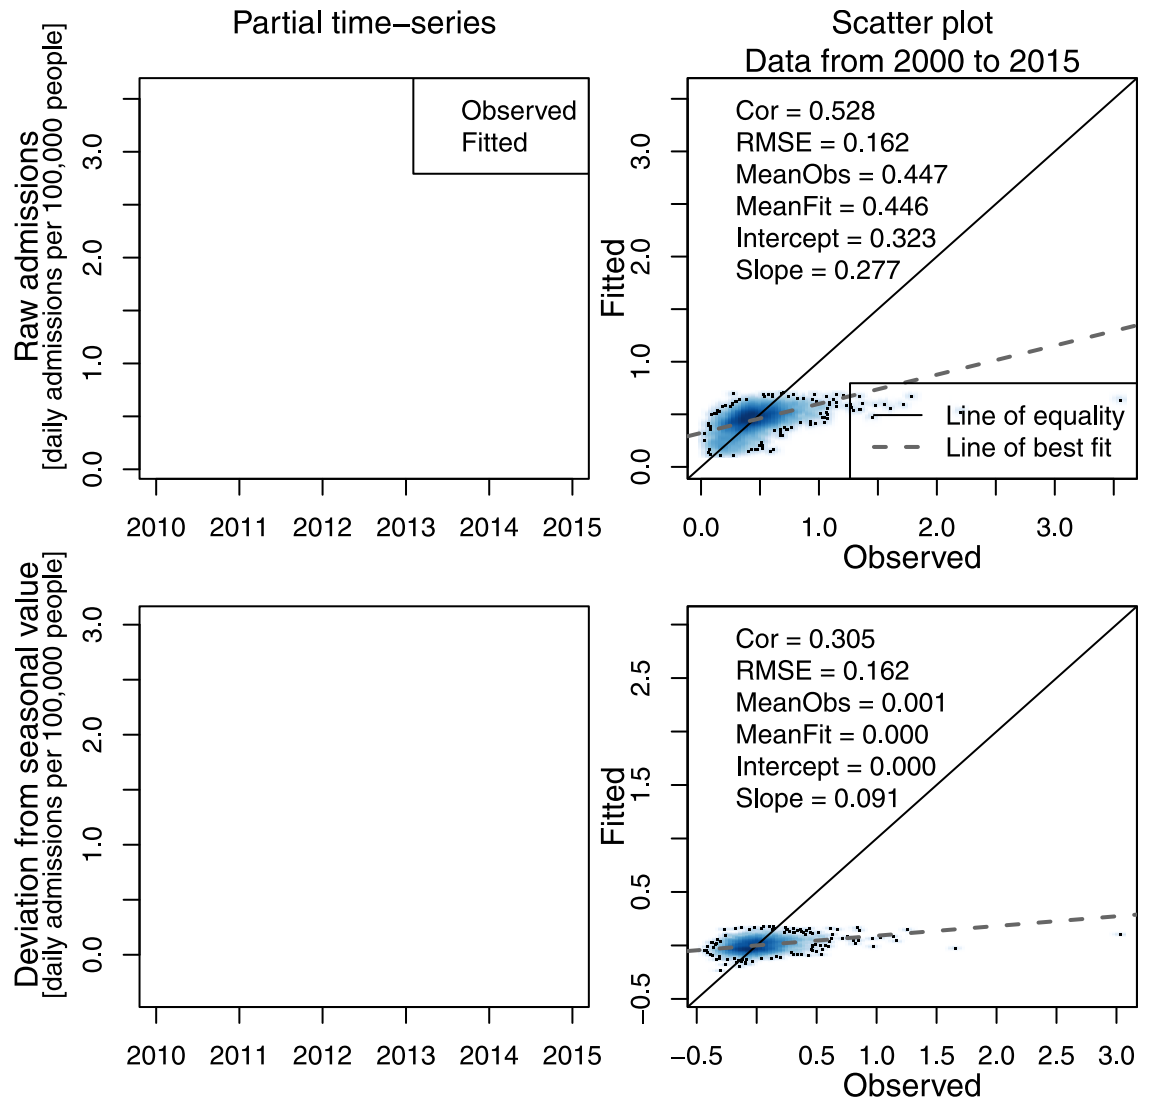 Partial time–series
Raw admissions
[daily admissions per 100,000 people]
0.0 1.0 2.0 3.0
Observed
Fitted
2010 2011 2012 2013 2014 2015
Scatter plot
Data from 2000 to 2015
Fitted
0.0 1.0 2.0 3.0
Cor = 0.528
RMSE = 0.162
MeanObs = 0.447
MeanFit = 0.446
Intercept = 0.323
Slope = 0.277
Line of equality
Line of best fit
0.0 1.0 2.0 3.0
Observed
Deviation from seasonal value
[daily admissions per 100,000 people]
0.0 1.0 2.0 3.0
2010 2011 2012 2013 2014 2015
Fitted
−0.5 0.5 1.5 2.5
Cor = 0.305
RMSE = 0.162
MeanObs = 0.001
MeanFit = 0.000
Intercept = 0.000
Slope = 0.091
−0.5 0.5 1.0 1.5 2.0 2.5 3.0
Observed